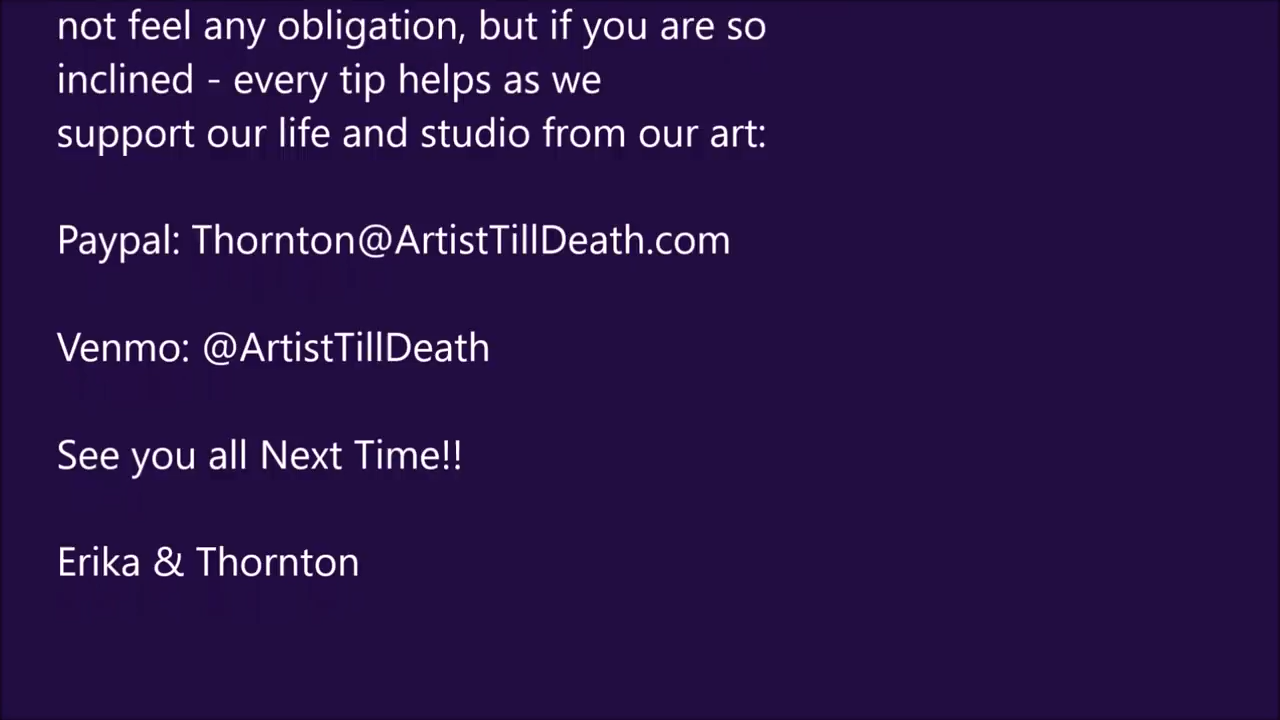 not feel any obligation, but if you are so
inclined - every tip helps as we
support our life and studio from our art:
Paypal: Thornton@ArtistTillDeath.com
Venmo: @ArtistTillDeath
See you all Next Time!!
Erika & Thornton